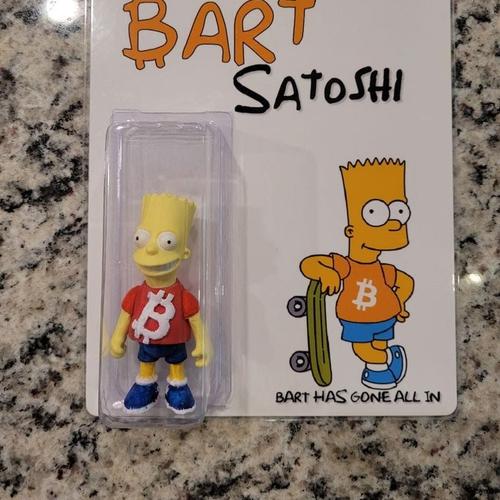 BART
SATOSHI
₿
₿
BART HAS GONE ALL IN